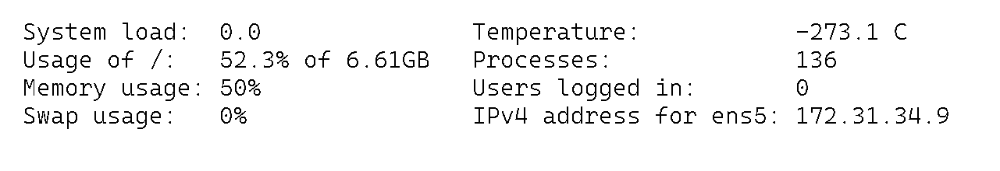 System load:  0.0                Temperature:           -273.1 C
Usage of /:   52.3% of 6.61GB   Processes:             136
Memory usage: 50%                Users logged in:       0
Swap usage:   0%                 IPv4 address for ens5: 172.31.34.9